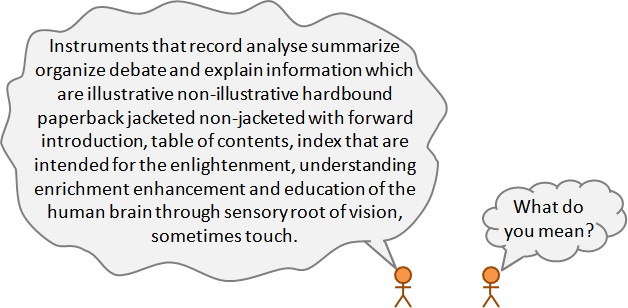 Instruments that record analyse summarize
organize debate and explain information which
are illustrative non-illustrative hardbound
paperback jacketed non-jacketed with forward
introduction, table of contents, index that are
intended for the enlightenment, understanding
enrichment enhancement and education of the
human brain through sensory root of vision,
sometimes touch.
What do
you mean?